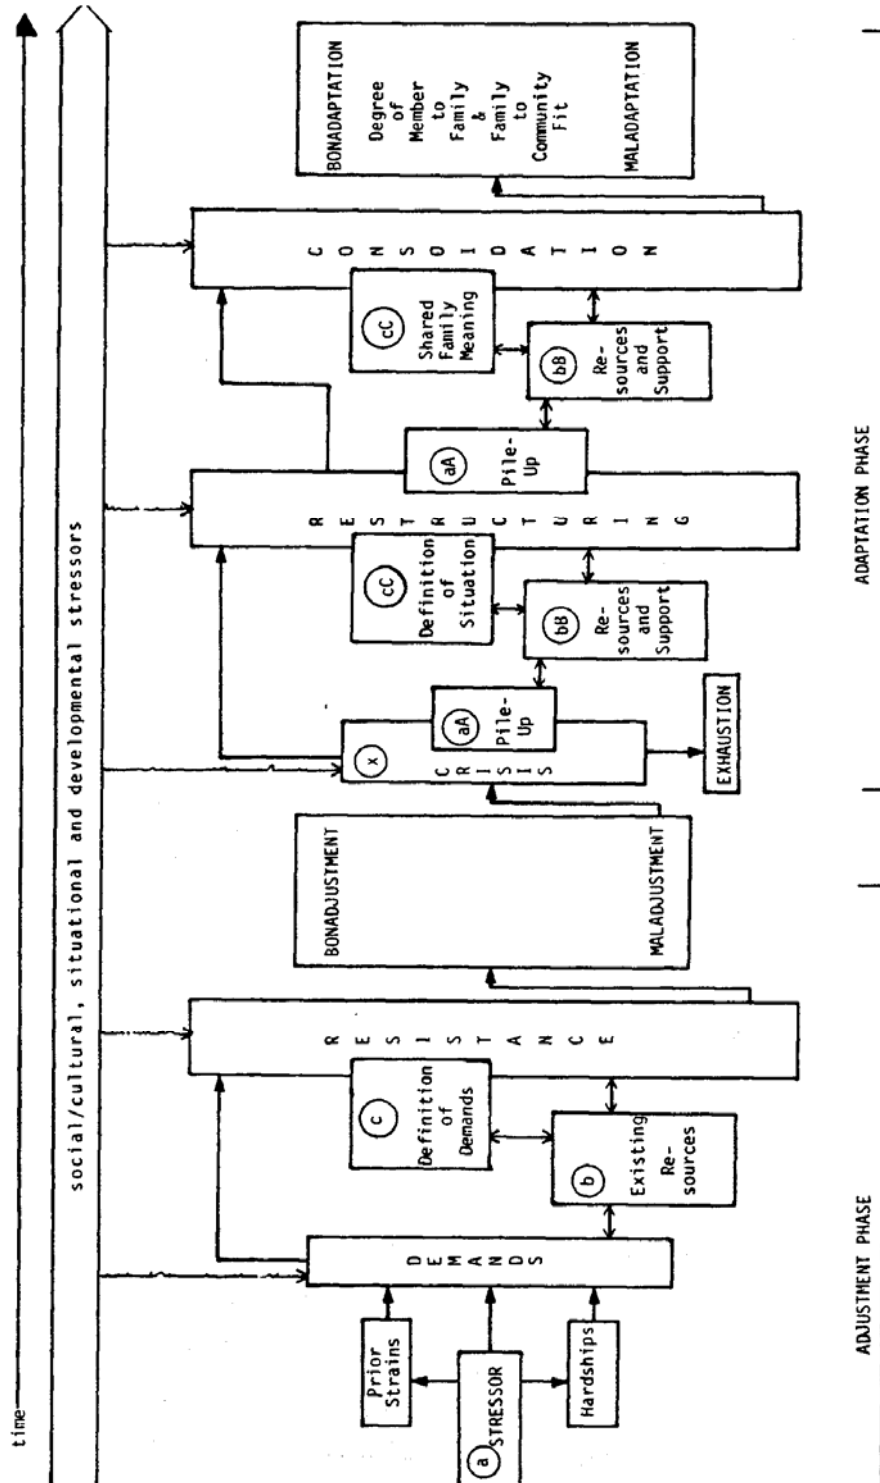 time
social/cultural, situational and developmental stressors
a
STRESSOR
Prior
Strains
Hardships
DEMANDS
b
Existing
Re-
sources
c
Definition
of
Demands
RESISTANCE
BONADJUSTMENT
MALADJUSTMENT
x
CRISIS
aA
Pile-
Up
EXHAUSTION
bB
Re-
sources
and
Support
cC
Definition
of
Situation
RESTRUCTURING
aA
Pile-
Up
bB
Re-
sources
and
Support
cC
Shared
Family
Meaning
CONSOIDATION
BONADAPTATION
Degree
of
Member
to
Family
&
Family
to
Community
Fit
MALADAPTATION
ADJUSTMENT PHASE
ADAPTATION PHASE